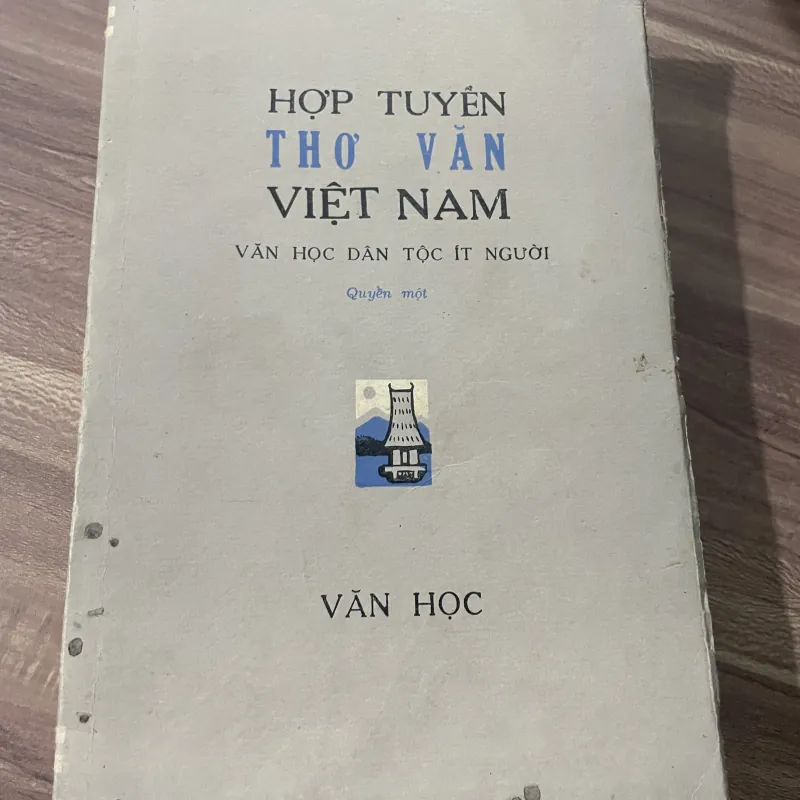 HỢP TUYỂN
THƠ VĂN
VIỆT NAM
VĂN HỌC DÂN TỘC ÍT NGƯỜI
Quyển một
VĂN HỌC